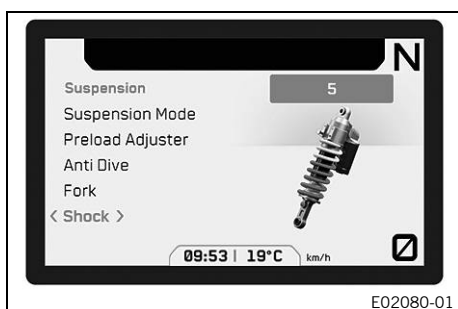 N
Suspension 5
Suspension Mode
Preload Adjuster
Anti Dive
Fork
< Shock >
09:53 | 19°C km/h
0
E02080-01